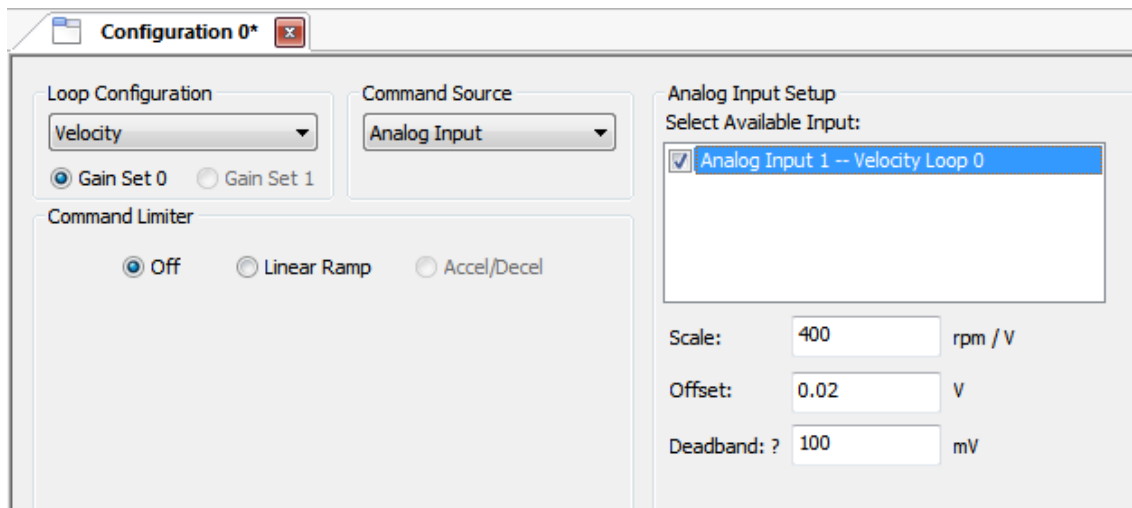 Configuration 0*
Loop Configuration
Velocity
Gain Set 0 Gain Set 1
Command Source
Analog Input
Command Limiter
Off Linear Ramp Accel/Decel
Analog Input Setup
Select Available Input:
Analog Input 1 -- Velocity Loop 0
Scale: 400 rpm / V
Offset: 0.02 V
Deadband: ? 100 mV